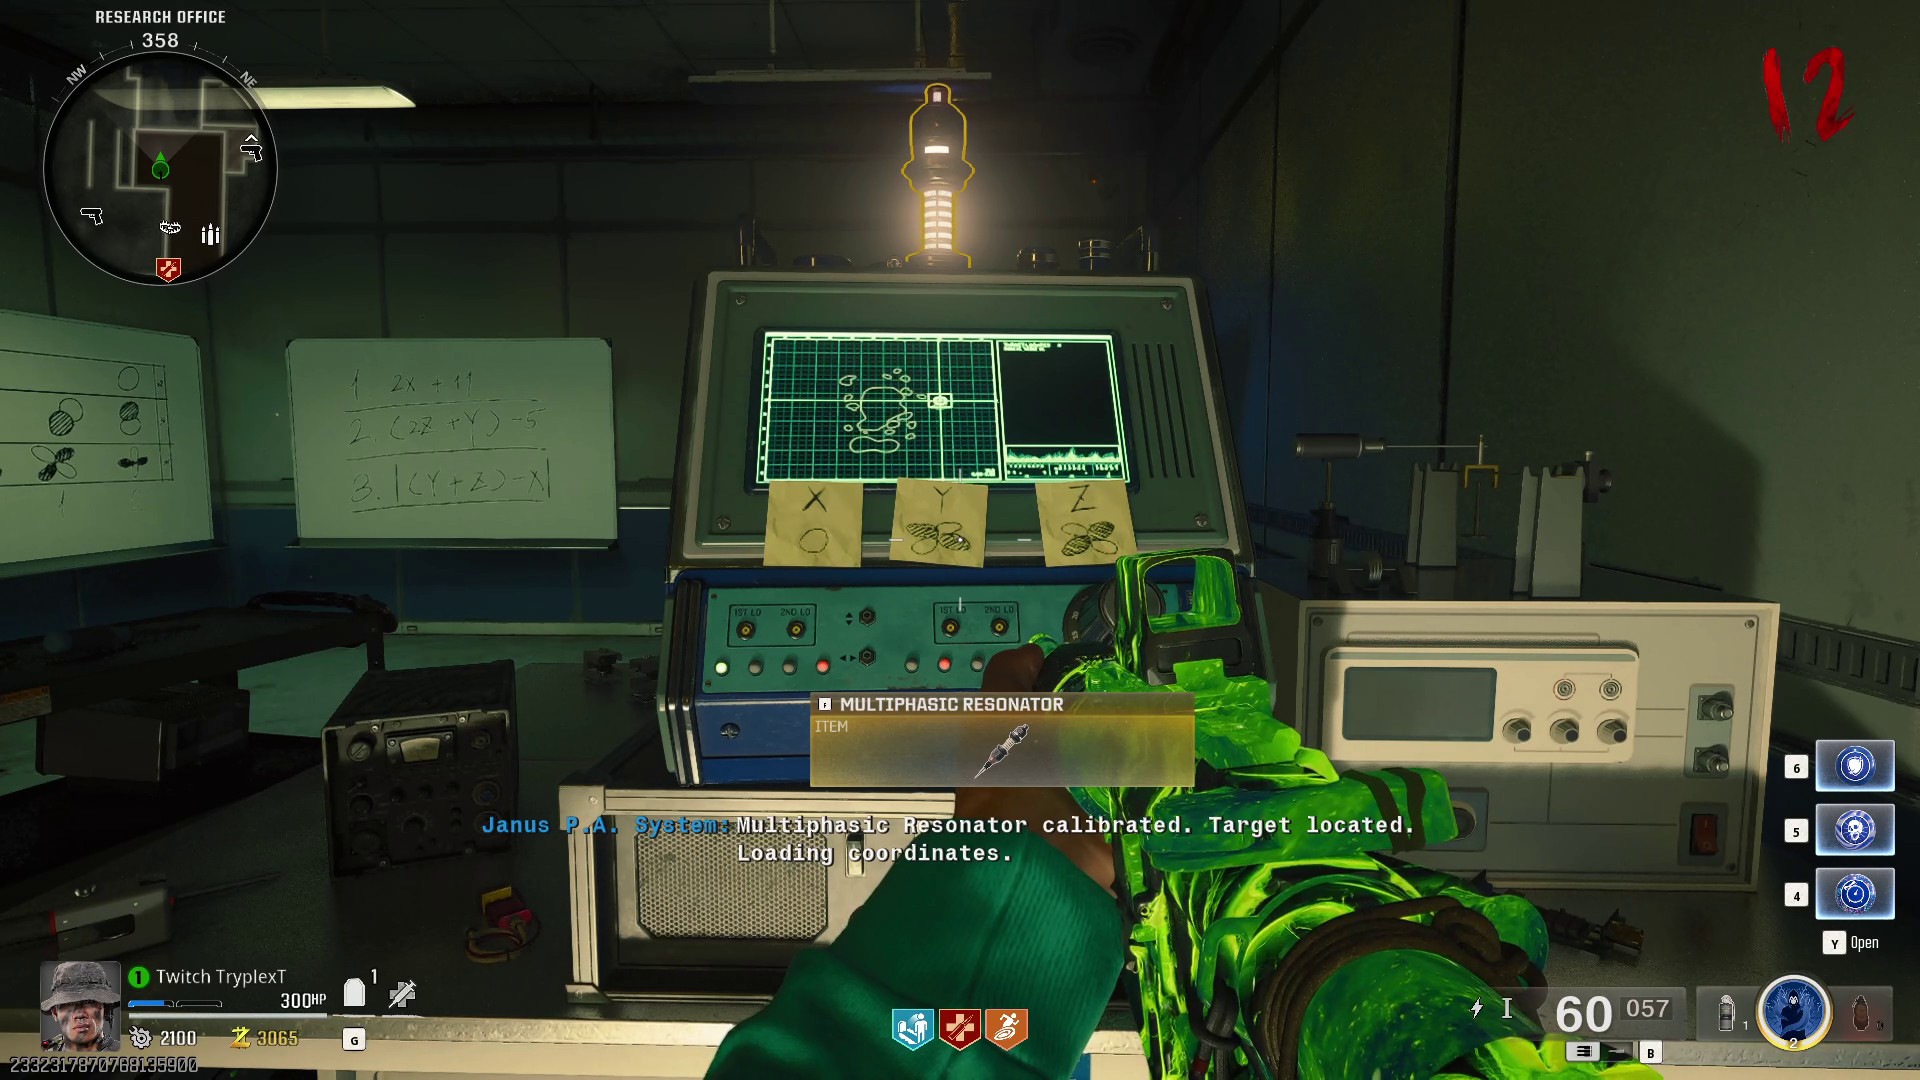 RESEARCH OFFICE
358
NW
NE
12
1. 2X + 11
2. (2Z + Y) - 5
3. |(Y + Z) - X|
X
Y
Z
1ST LO 2ND LO
1ST LO 2ND LO
F MULTIPHASIC RESONATOR
ITEM
Janus P.A. System: Multiphasic Resonator calibrated. Target located.
Loading coordinates.
6
5
4
Y Open
1 Twitch TryplexT
300HP
1
2100
3065
G
2332317870768135900
I
60 057
B
1
2